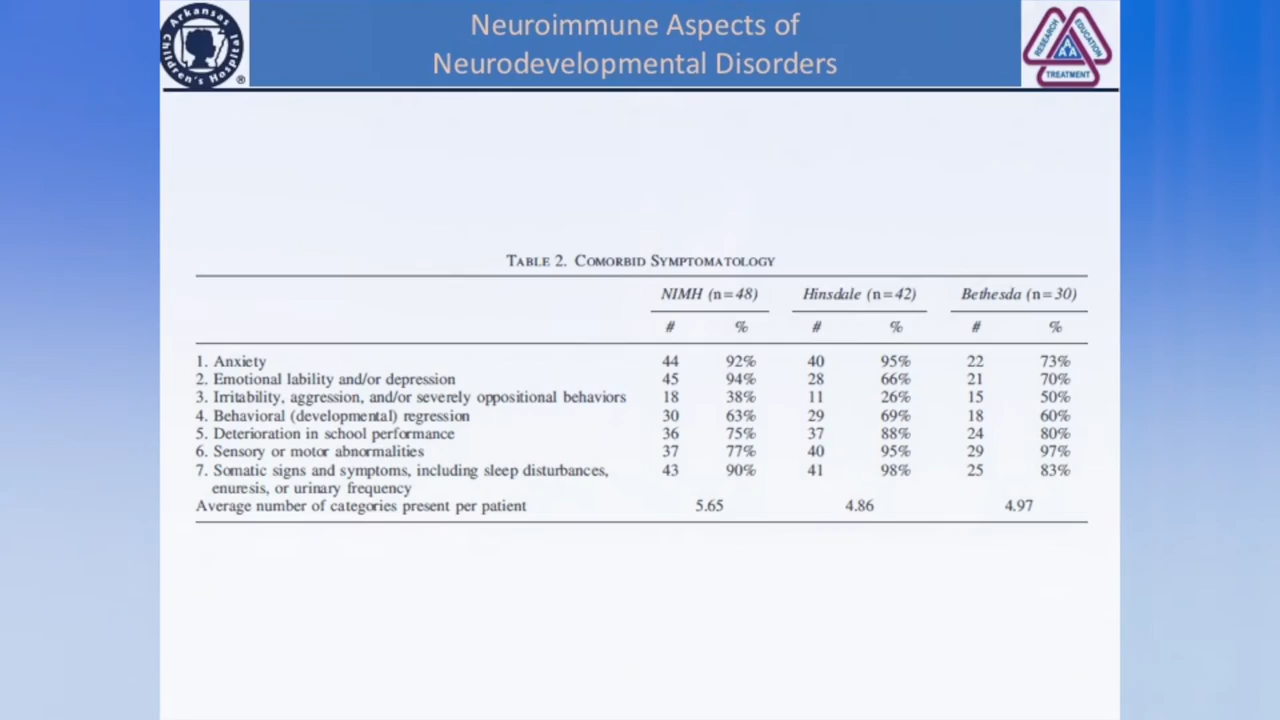 Arkansas
Children's Hospital
®
Neuroimmune Aspects of
Neurodevelopmental Disorders
RESEARCH
EDUCATION
TREATMENT
TABLE 2. COMORBID SYMPTOMATOLOGY
NIMH (n=48) Hinsdale (n=42) Bethesda (n=30)
# % # % # %
1. Anxiety 44 92% 40 95% 22 73%
2. Emotional lability and/or depression 45 94% 28 66% 21 70%
3. Irritability, aggression, and/or severely oppositional behaviors 18 38% 11 26% 15 50%
4. Behavioral (developmental) regression 30 63% 29 69% 18 60%
5. Deterioration in school performance 36 75% 37 88% 24 80%
6. Sensory or motor abnormalities 37 77% 40 95% 29 97%
7. Somatic signs and symptoms, including sleep disturbances, 43 90% 41 98% 25 83%
enuresis, or urinary frequency
Average number of categories present per patient 5.65 4.86 4.97